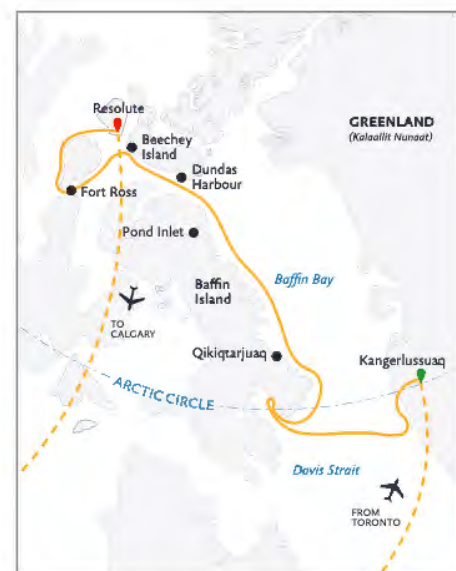 Resolute
GREENLAND
(Kalaallit Nunaat)
Beechey
Island
Dundas
Harbour
Fort Ross
Pond Inlet
Baffin
Island
Baffin Bay
TO
CALGARY
Qikiqtarjuaq
Kangerlussuaq
ARCTIC CIRCLE
Davis Strait
FROM
TORONTO